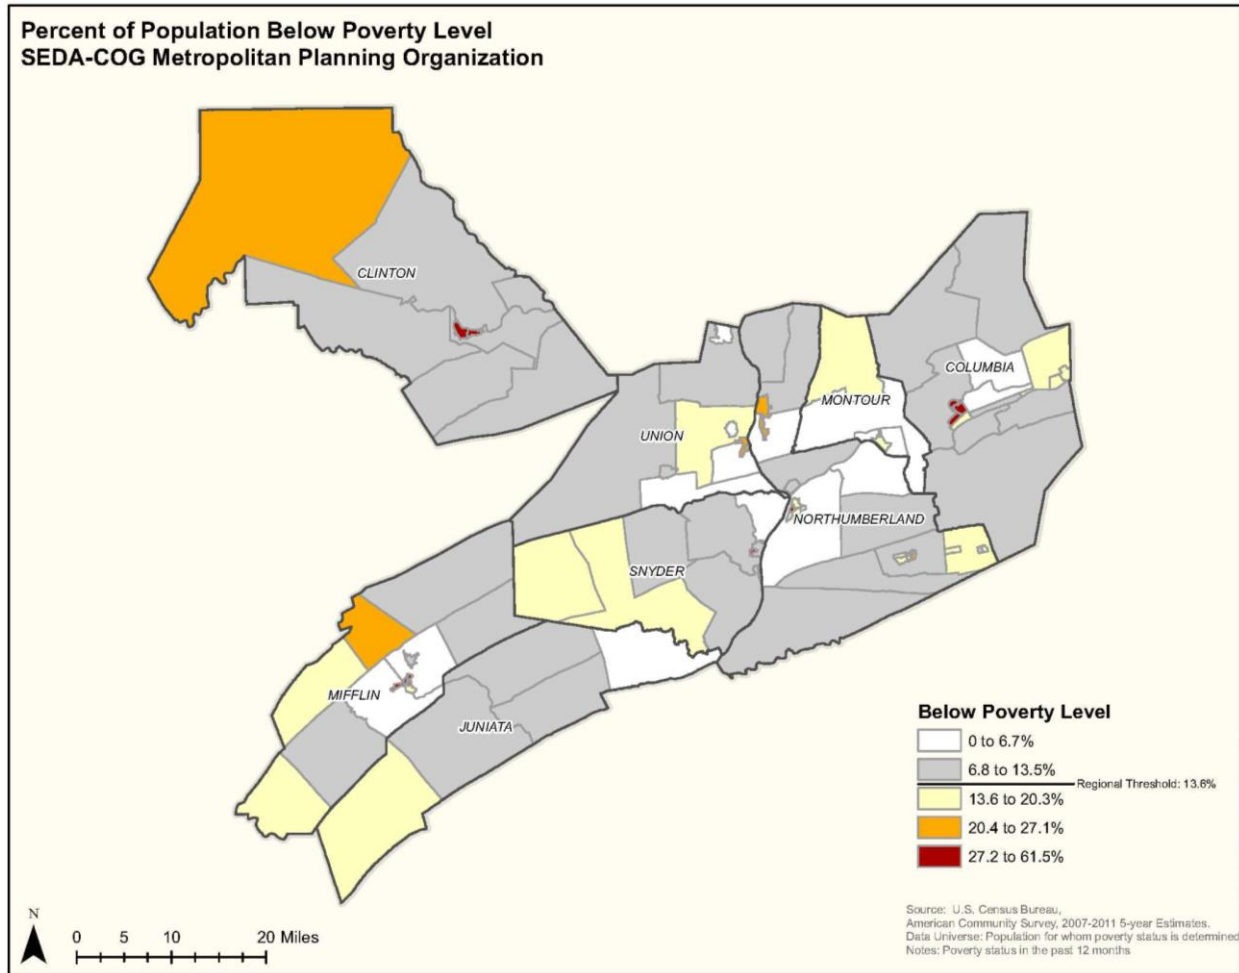 Percent of Population Below Poverty Level
SEDA-COG Metropolitan Planning Organization
CLINTON
COLUMBIA
MONTOUR
UNION
NORTHUMBERLAND
SNYDER
MIFFLIN
JUNIATA
Below Poverty Level
0 to 6.7%
6.8 to 13.5%
Regional Threshold: 13.6%
13.6 to 20.3%
20.4 to 27.1%
27.2 to 61.5%
N
0 5 10 20 Miles
Source: U.S. Census Bureau,
American Community Survey, 2007-2011 5-year Estimates.
Data Universe: Population for whom poverty status is determined
Notes: Poverty status in the past 12 months